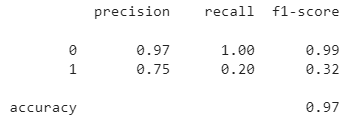 precision recall f1-score
0 0.97 1.00 0.99
1 0.75 0.20 0.32
accuracy 0.97